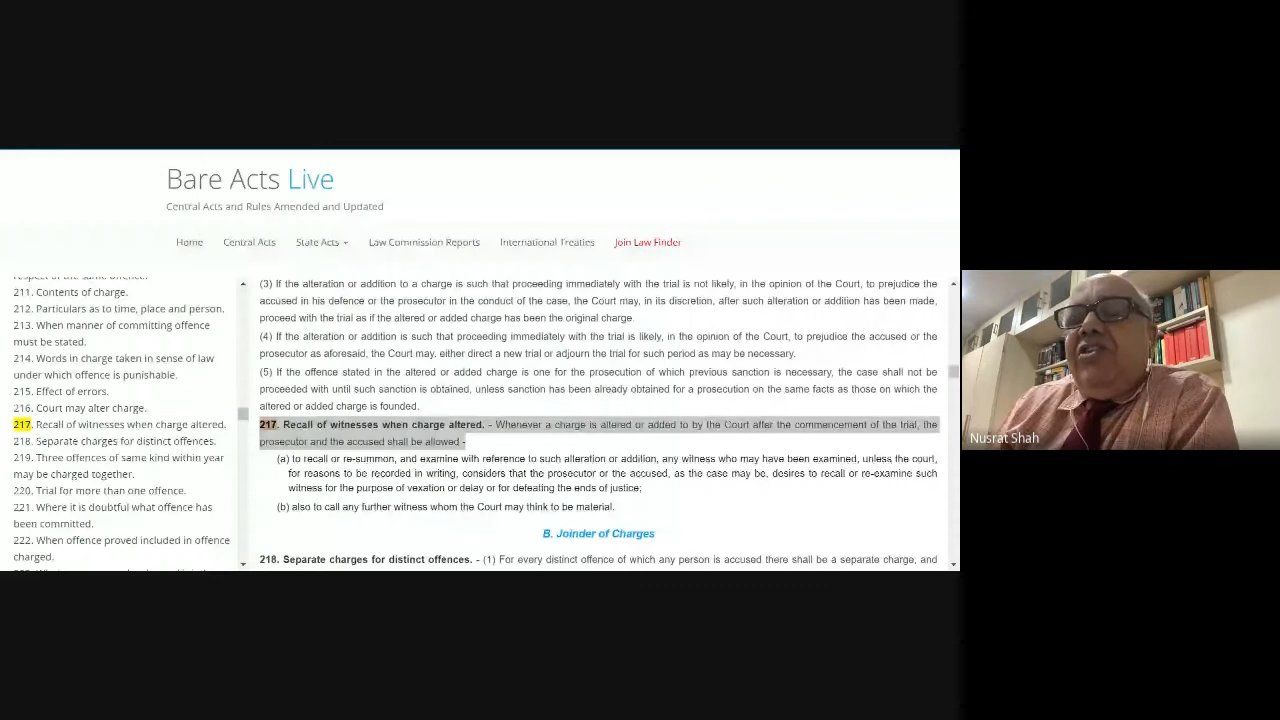 Bare Acts Live
Central Acts and Rules Amended and Updated
Home Central Acts State Acts Law Commission Reports International Treaties Join Law Finder
respect of the same offence.
211. Contents of charge.
212. Particulars as to time, place and person.
213. When manner of committing offence
must be stated.
214. Words in charge taken in sense of law
under which offence is punishable.
215. Effect of errors.
216. Court may alter charge.
217. Recall of witnesses when charge altered.
218. Separate charges for distinct offences.
219. Three offences of same kind within year
may be charged together.
220. Trial for more than one offence.
221. Where it is doubtful what offence has
been committed.
222. When offence proved included in offence
charged.
(3) If the alteration or addition to a charge is such that proceeding immediately with the trial is not likely, in the opinion of the Court, to prejudice the
accused in his defence or the prosecutor in the conduct of the case, the Court may, in its discretion, after such alteration or addition has been made,
proceed with the trial as if the altered or added charge has been the original charge.
(4) If the alteration or addition is such that proceeding immediately with the trial is likely, in the opinion of the Court, to prejudice the accused or the
prosecutor as aforesaid, the Court may, either direct a new trial or adjourn the trial for such period as may be necessary.
(5) If the offence stated in the altered or added charge is one for the prosecution of which previous sanction is necessary, the case shall not be
proceeded with until such sanction is obtained, unless sanction has been already obtained for a prosecution on the same facts as those on which the
altered or added charge is founded.
217. Recall of witnesses when charge altered. - Whenever a charge is altered or added to by the Court after the commencement of the trial, the
prosecutor and the accused shall be allowed -
(a) to recall or re-summon, and examine with reference to such alteration or addition, any witness who may have been examined, unless the court,
for reasons to be recorded in writing, considers that the prosecutor or the accused, as the case may be, desires to recall or re-examine such
witness for the purpose of vexation or delay or for defeating the ends of justice;
(b) also to call any further witness whom the Court may think to be material.
B. Joinder of Charges
218. Separate charges for distinct offences. - (1) For every distinct offence of which any person is accused there shall be a separate charge, and
Nusrat Shah